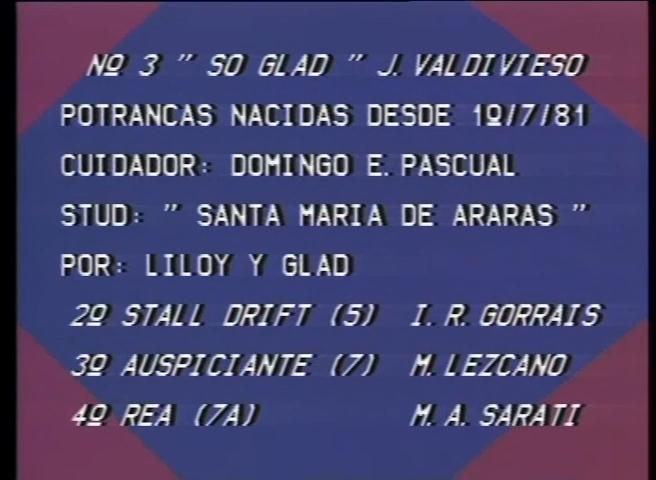 Nº 3 " SO GLAD " J. VALDIVIESO
POTRANCAS NACIDAS DESDE 1º/7/81
CUIDADOR: DOMINGO E. PASCUAL
STUD: " SANTA MARIA DE ARARAS "
POR: LILOY Y GLAD
2º STALL DRIFT (5) I. R. GORRAIS
3º AUSPICIANTE (7) M. LEZCANO
4º REA (7A) M. A. SARATI